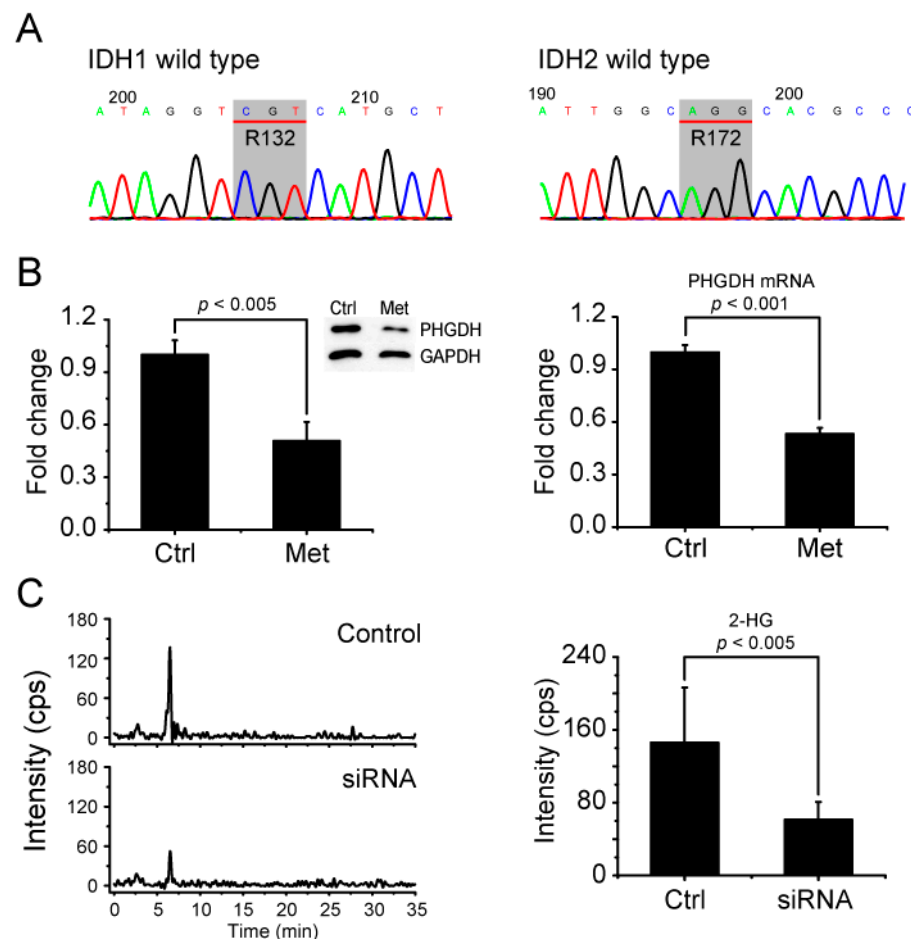 A
IDH1 wild type
200 210
A T A G G T C G T C A T G C T
R132
IDH2 wild type
190 200
A T T G G C A G G C A C G C C C
R172
B
p < 0.005
Ctrl Met
PHGDH
GAPDH
Fold change
1.2
0.9
0.6
0.3
0.0
Ctrl Met
PHGDH mRNA
p < 0.001
Fold change
1.2
0.9
0.6
0.3
0.0
Ctrl Met
C
Intensity (cps)
180
120
60
0
Control
180
120
60
0
siRNA
0 5 10 15 20 25 30 35
Time (min)
2-HG
p < 0.005
Intensity (cps)
240
160
80
0
Ctrl siRNA